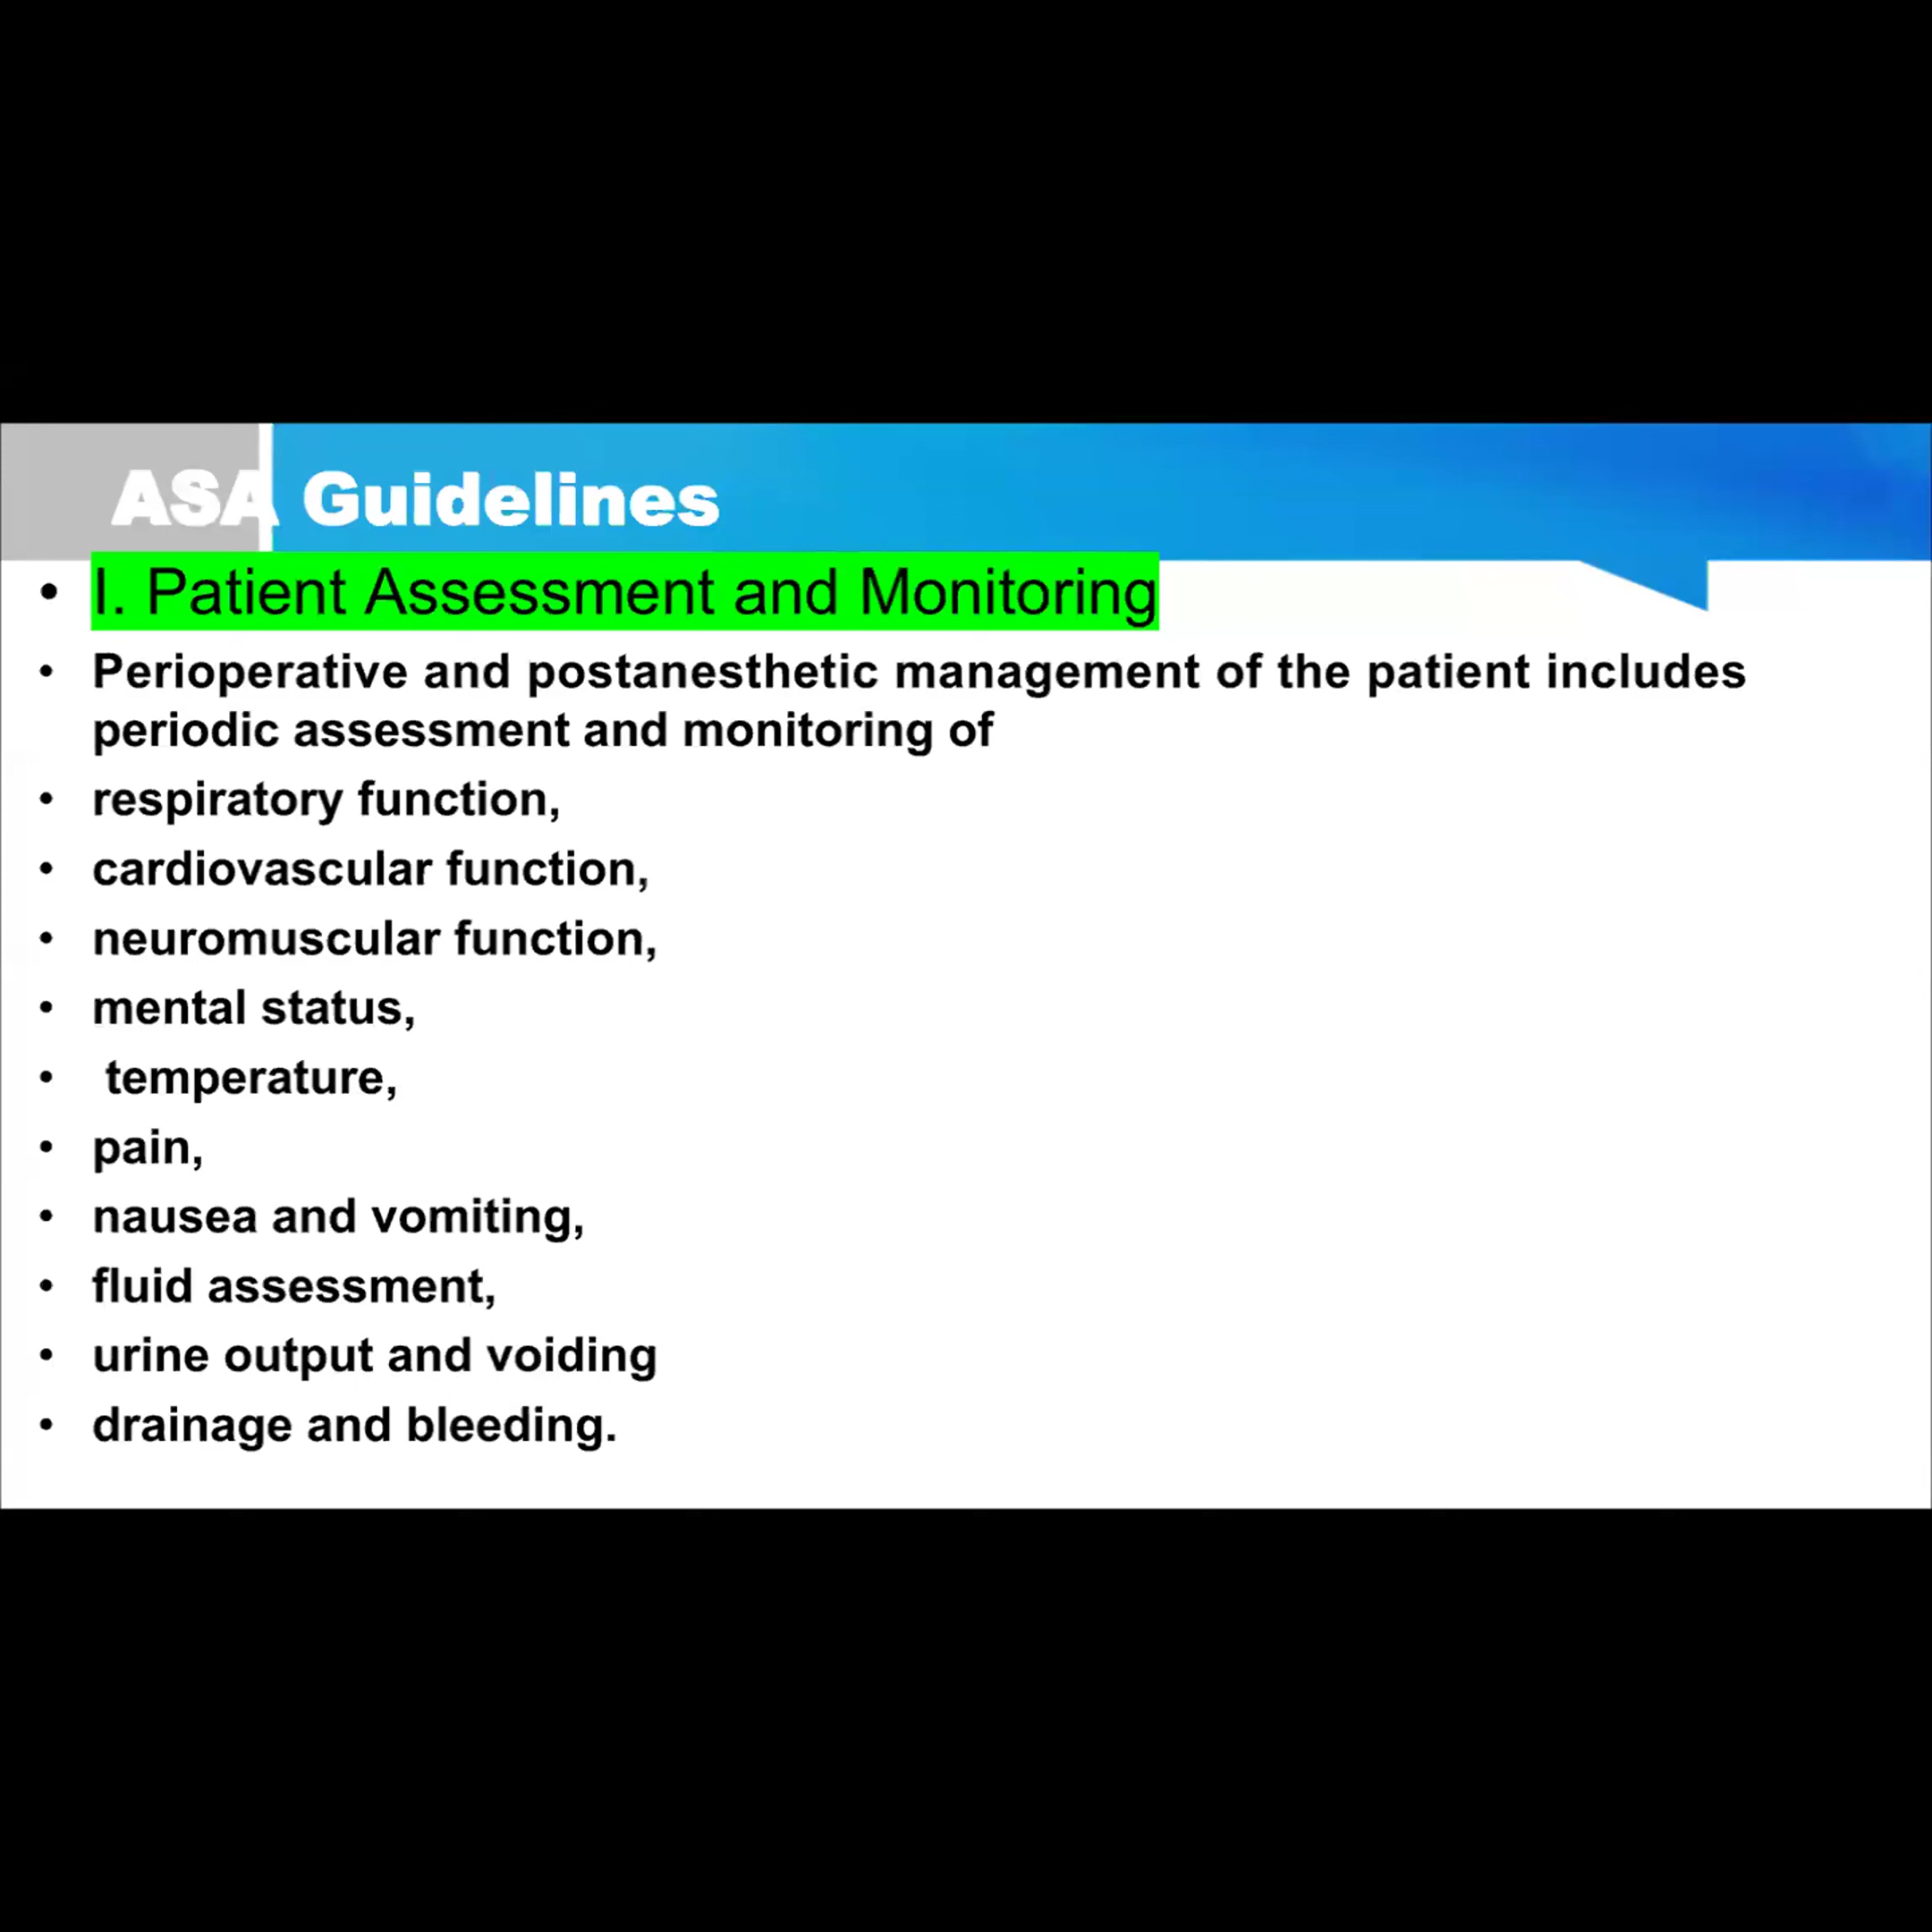 ASA Guidelines
• I. Patient Assessment and Monitoring
• Perioperative and postanesthetic management of the patient includes
periodic assessment and monitoring of
• respiratory function,
• cardiovascular function,
• neuromuscular function,
• mental status,
• temperature,
• pain,
• nausea and vomiting,
• fluid assessment,
• urine output and voiding
• drainage and bleeding.